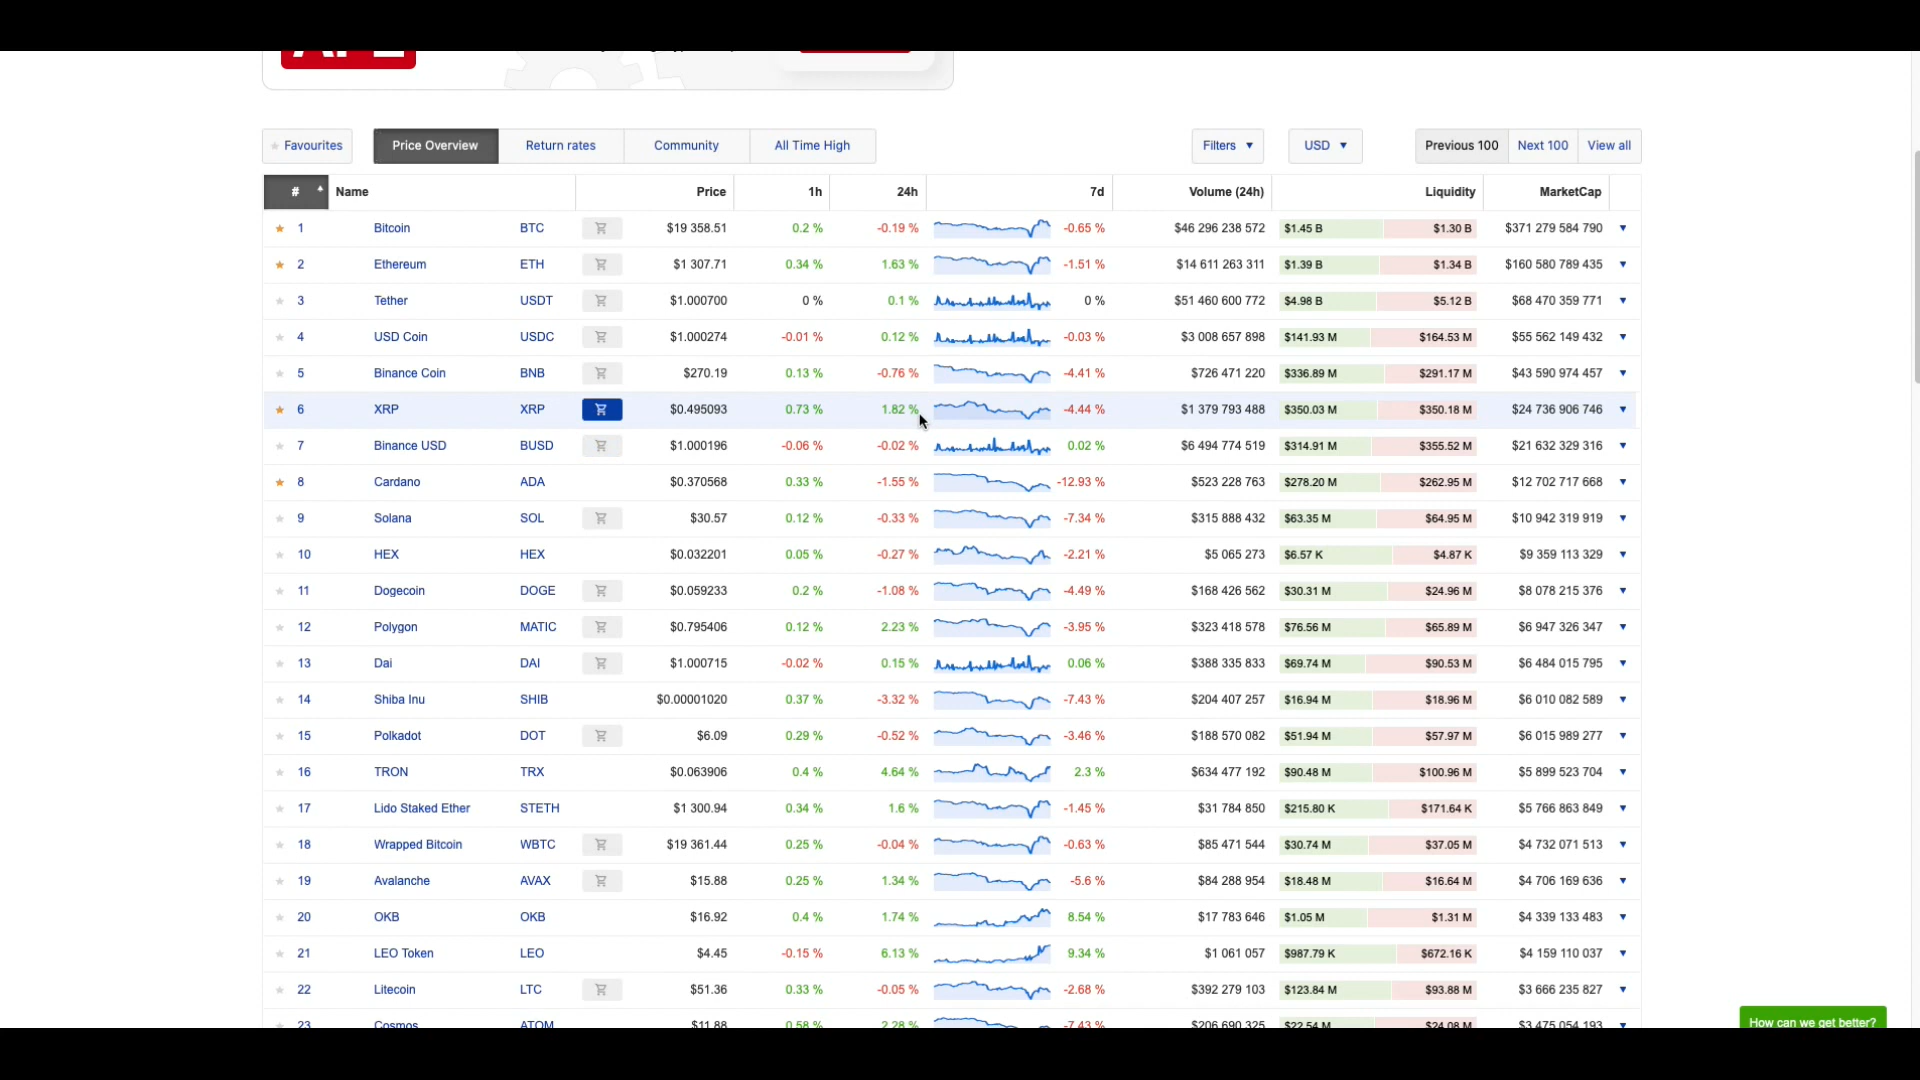 Favourites Price Overview Return rates Community All Time High Filters ▼ USD ▼ Previous 100 Next 100 View all
# Name Price 1h 24h 7d Volume (24h) Liquidity MarketCap
1 Bitcoin BTC $19 358.51 0.2 % -0.19 % -0.65 % $46 296 238 572 $1.45 B $1.30 B $371 279 584 790
2 Ethereum ETH $1 307.71 0.34 % 1.63 % -1.51 % $14 611 263 311 $1.39 B $1.34 B $160 580 789 435
3 Tether USDT $1.000700 0 % 0.1 % 0 % $51 460 600 772 $4.98 B $5.12 B $68 470 359 771
4 USD Coin USDC $1.000274 -0.01 % 0.12 % -0.03 % $3 008 657 898 $141.93 M $164.53 M $55 562 149 432
5 Binance Coin BNB $270.19 0.13 % -0.76 % -4.41 % $726 471 220 $336.89 M $291.17 M $43 590 974 457
6 XRP XRP $0.495093 0.73 % 1.82 % -4.44 % $1 379 793 488 $350.03 M $350.18 M $24 736 906 746
7 Binance USD BUSD $1.000196 -0.06 % -0.02 % 0.02 % $6 494 774 519 $314.91 M $355.52 M $21 632 329 316
8 Cardano ADA $0.370568 0.33 % -1.55 % -12.93 % $523 228 763 $278.20 M $262.95 M $12 702 717 668
9 Solana SOL $30.57 0.12 % -0.33 % -7.34 % $315 888 432 $63.35 M $64.95 M $10 942 319 919
10 HEX HEX $0.032201 0.05 % -0.27 % -2.21 % $5 065 273 $6.57 K $4.87 K $9 359 113 329
11 Dogecoin DOGE $0.059233 0.2 % -1.08 % -4.49 % $168 426 562 $30.31 M $24.96 M $8 078 215 376
12 Polygon MATIC $0.795406 0.12 % 2.23 % -3.95 % $323 418 578 $76.56 M $65.89 M $6 947 326 347
13 Dai DAI $1.000715 -0.02 % 0.15 % 0.06 % $388 335 833 $69.74 M $90.53 M $6 484 015 795
14 Shiba Inu SHIB $0.00001020 0.37 % -3.32 % -7.43 % $204 407 257 $16.94 M $18.96 M $6 010 082 589
15 Polkadot DOT $6.09 0.29 % -0.52 % -3.46 % $188 570 082 $51.94 M $57.97 M $6 015 989 277
16 TRON TRX $0.063906 0.4 % 4.64 % 2.3 % $634 477 192 $90.48 M $100.96 M $5 899 523 704
17 Lido Staked Ether STETH $1 300.94 0.34 % 1.6 % -1.45 % $31 784 850 $215.80 K $171.64 K $5 766 863 849
18 Wrapped Bitcoin WBTC $19 361.44 0.25 % -0.04 % -0.63 % $85 471 544 $30.74 M $37.05 M $4 732 071 513
19 Avalanche AVAX $15.88 0.25 % 1.34 % -5.6 % $84 288 954 $18.48 M $16.64 M $4 706 169 636
20 OKB OKB $16.92 0.4 % 1.74 % 8.54 % $17 783 646 $1.05 M $1.31 M $4 339 133 483
21 LEO Token LEO $4.45 -0.15 % 6.13 % 9.34 % $1 061 057 $987.79 K $672.16 K $4 159 110 037
22 Litecoin LTC $51.36 0.33 % -0.05 % -2.68 % $392 279 103 $123.84 M $93.88 M $3 666 235 827
23 Cosmos ATOM $11.88 0.58 % 2.28 % -7.43 % $206 690 325 $22.54 M $24.08 M $3 475 054 193
How can we get better?